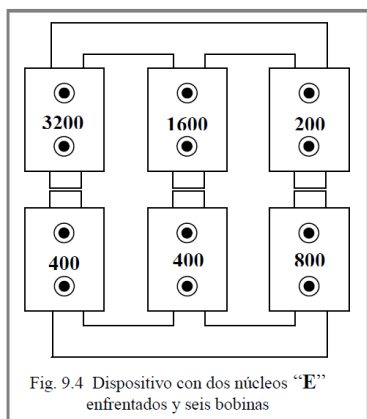 3200 1600 200
400 400 800
Fig. 9.4 Dispositivo con dos núcleos “E”
enfrentados y seis bobinas